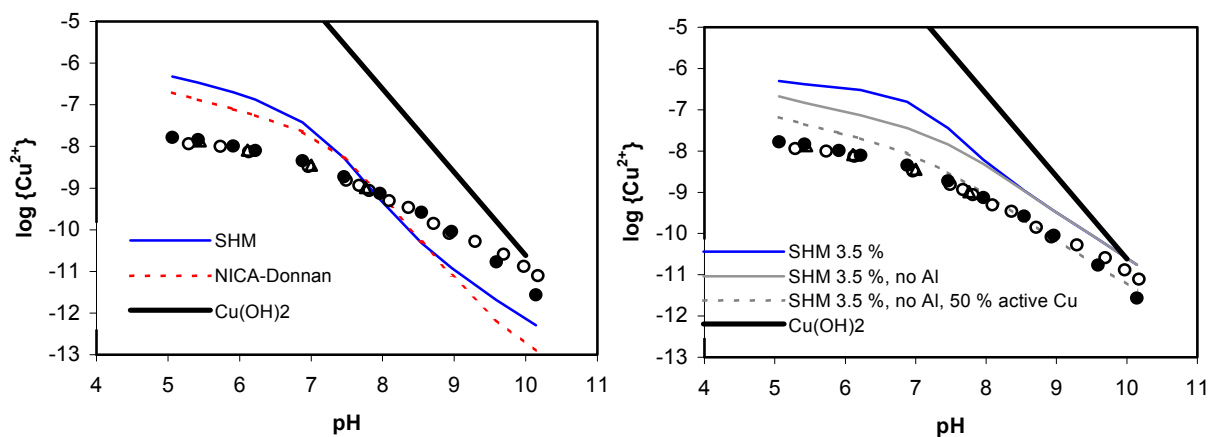 -5
-6
-7
-8
-9
-10
-11
-12
-13
4 5 6 7 8 9 10 11
pH
log {Cu²⁺}
SHM
NICA-Donnan
Cu(OH)2
-5
-6
-7
-8
-9
-10
-11
-12
-13
4 5 6 7 8 9 10 11
pH
log {Cu²⁺}
SHM 3.5 %
SHM 3.5 %, no Al
SHM 3.5 %, no Al, 50 % active Cu
Cu(OH)2